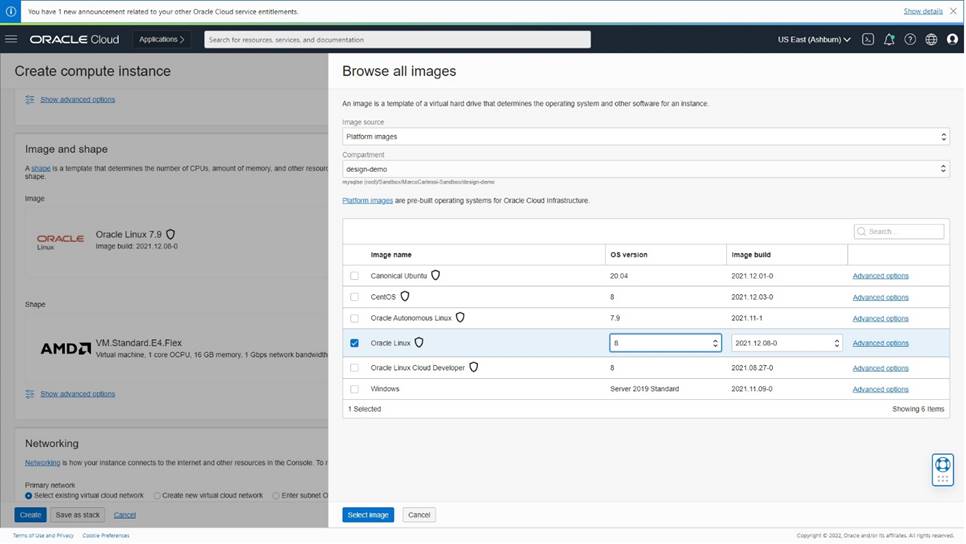 You have 1 new announcement related to your other Oracle Cloud service entitlements.
Show details
ORACLE Cloud
Applications
Search for resources, services, and documentation
US East (Ashburn)
Create compute instance
Show advanced options
Image and shape
A shape is a template that determines the number of CPUs, amount of memory, and other resour
shape.
Image
ORACLE
Linux
Oracle Linux 7.9
Image build: 2021.12.08-0
Shape
AMD
VM.Standard.E4.Flex
Virtual machine, 1 core OCPU, 16 GB memory, 1 Gbps network bandwidth
Show advanced options
Networking
Networking is how your instance connects to the internet and other resources in the Console. To r
Primary network
Select existing virtual cloud network
Create new virtual cloud network
Enter subnet O
Create
Save as stack
Cancel
Browse all images
An image is a template of a virtual hard drive that determines the operating system and other software for an instance.
Image source
Platform images
Compartment
design-demo
Platform images are pre-built operating systems for Oracle Cloud Infrastructure.
Search...
Image name OS version Image build
Canonical Ubuntu 20.04 2021.12.01-0 Advanced options
CentOS 8 2021.12.03-0 Advanced options
Oracle Autonomous Linux 7.9 2021.11-1 Advanced options
Oracle Linux 8 2021.12.08-0 Advanced options
Oracle Linux Cloud Developer 8 2021.08.27-0 Advanced options
Windows Server 2019 Standard 2021.11.09-0 Advanced options
1 Selected
Showing 6 Items
Select image
Cancel
Terms of Use and Privacy
Cookie Preferences
Copyright © 2022, Oracle and/or its affiliates. All rights reserved.